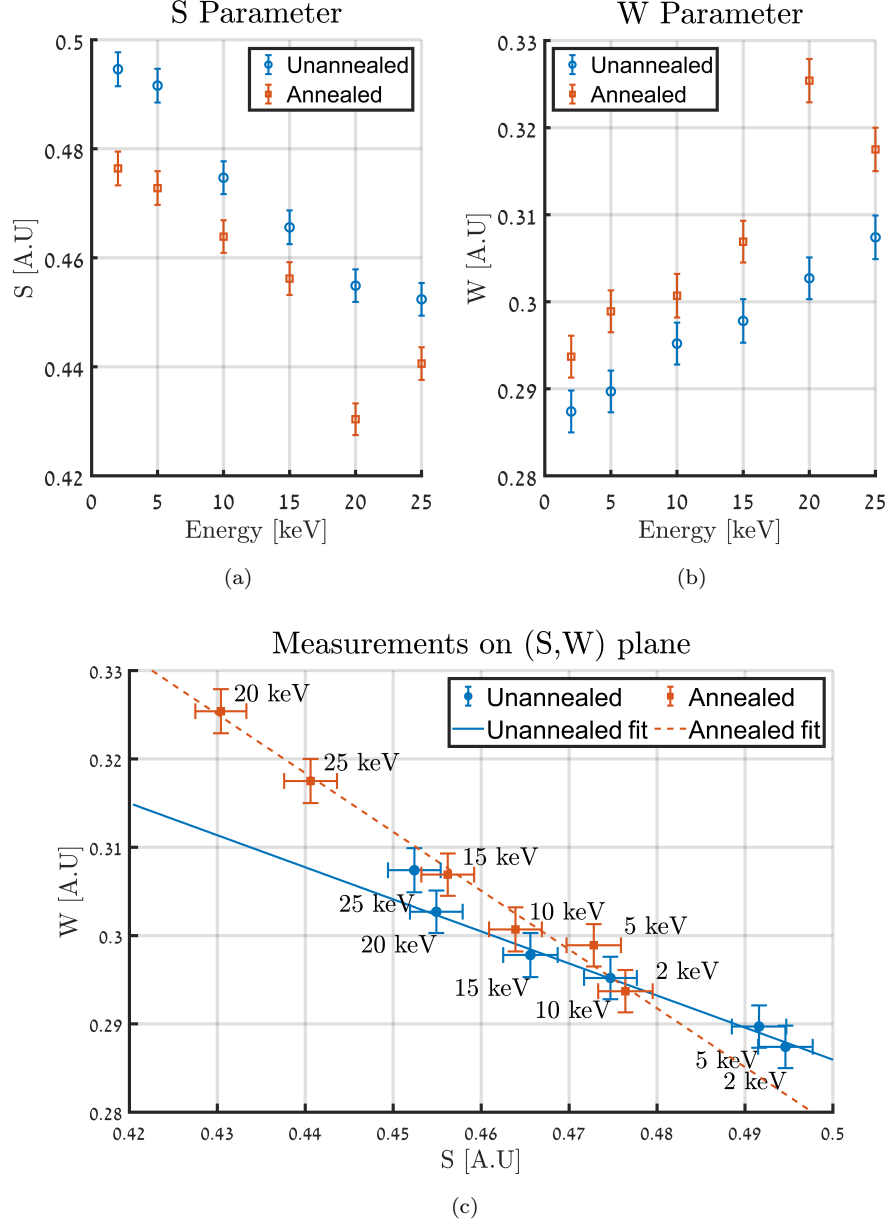 S Parameter
0.5
0.48
0.46
0.44
0.42
S [A.U]
Unannealed
Annealed
0
5
10
15
20
25
Energy [keV]
(a)
W Parameter
0.33
0.32
0.31
0.3
0.29
0.28
W [A.U]
Unannealed
Annealed
0
5
10
15
20
25
Energy [keV]
(b)
Measurements on (S,W) plane
0.33
0.32
0.31
0.3
0.29
0.28
W [A.U]
Unannealed
Annealed
Unannealed fit
Annealed fit
20 keV
25 keV
15 keV
10 keV
5 keV
2 keV
25 keV
20 keV
15 keV
10 keV
5 keV
2 keV
0.42
0.43
0.44
0.45
0.46
0.47
0.48
0.49
0.5
S [A.U]
(c)